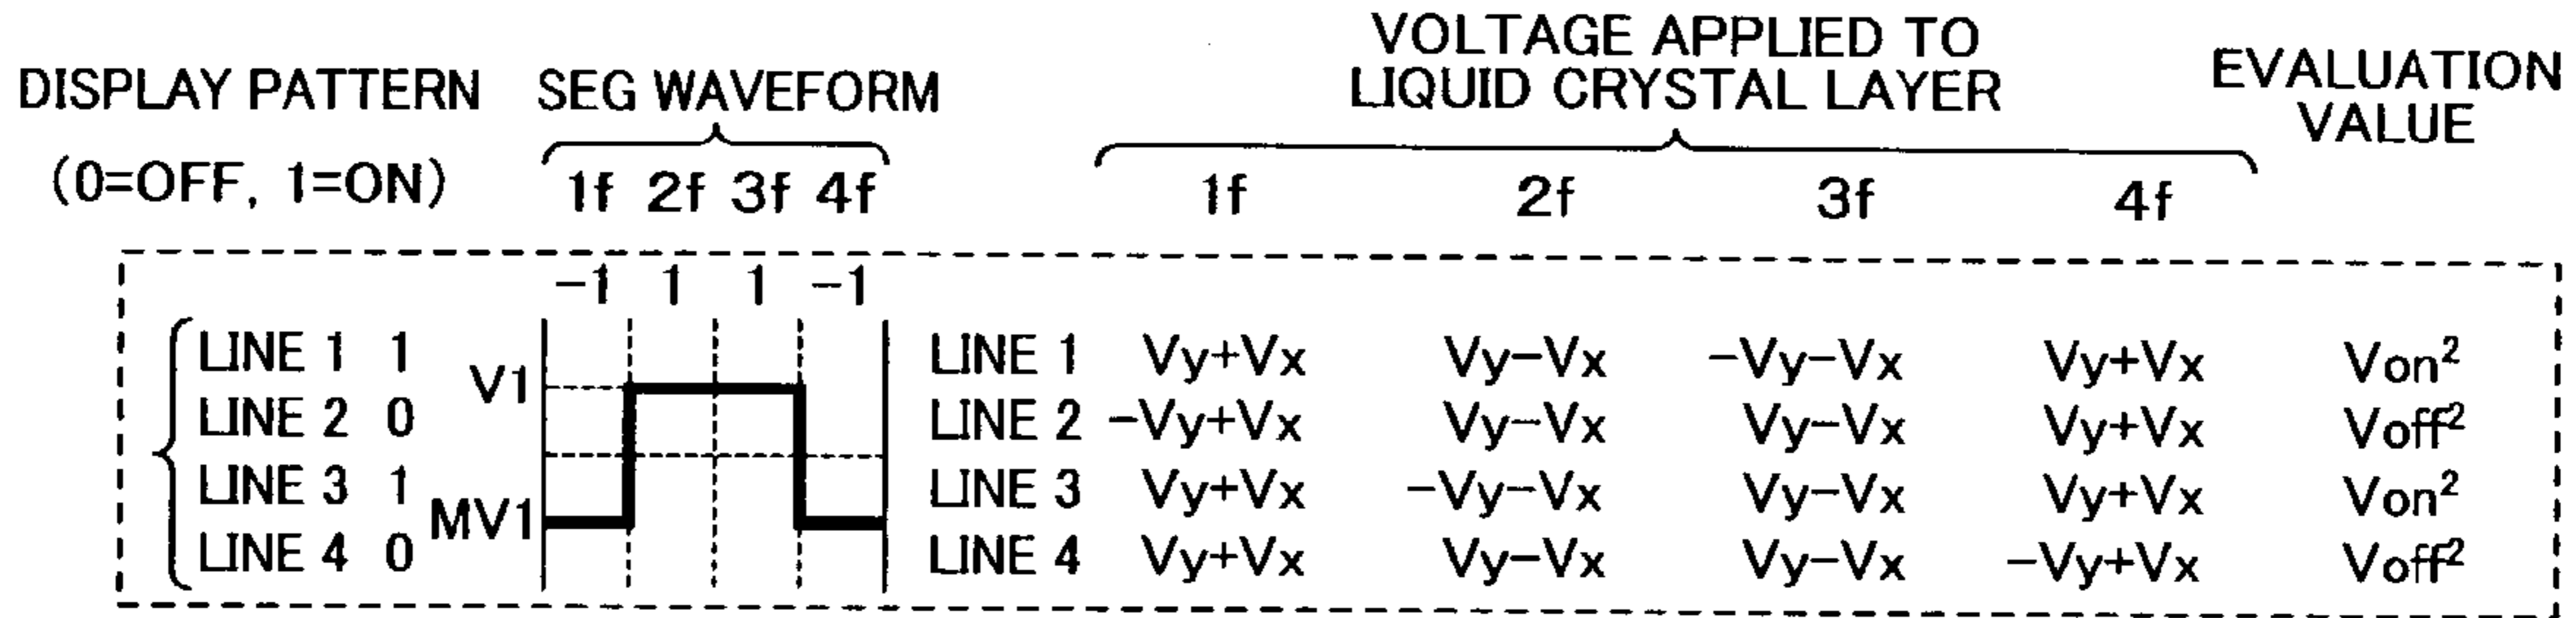 VOLTAGE APPLIED TO
DISPLAY PATTERN SEG WAVEFORM LIQUID CRYSTAL LAYER EVALUATION
VALUE
(0=OFF, 1=ON) 1f 2f 3f 4f 1f 2f 3f 4f
-1 1 1 -1
LINE 1 1 LINE 1 Vy+Vx Vy-Vx -Vy-Vx Vy+Vx Von²
V1
LINE 2 0 LINE 2 -Vy+Vx Vy-Vx Vy-Vx Vy+Vx Voff²
LINE 3 1 LINE 3 Vy+Vx -Vy-Vx Vy-Vx Vy+Vx Von²
MV1
LINE 4 0 LINE 4 Vy+Vx Vy-Vx Vy-Vx -Vy+Vx Voff²